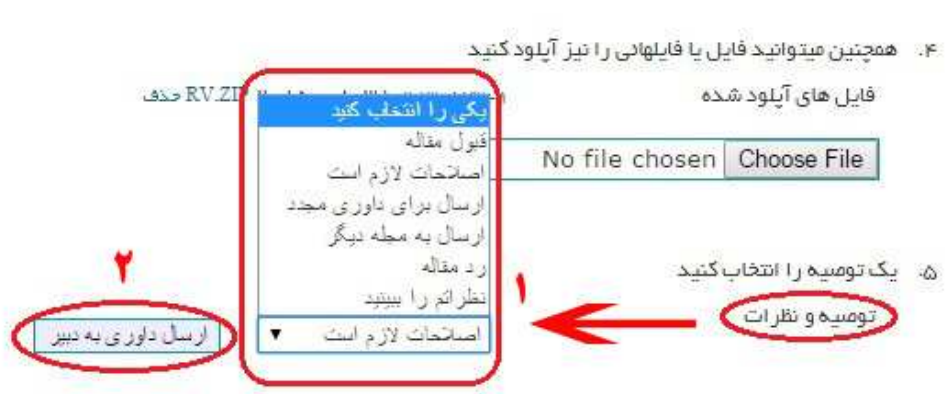 ۴. همچنین میتوانید فایل یا فایلهائی را نیز آپلود کنید
فایل های آپلود شده
RV.ZI حذف
یکی را انتخاب کنید
قبول مقاله
اصلاحات لازم است
ارسال برای داوری مجدد
ارسال به مجله دیگر
رد مقاله
نظراتم را ببینید
Choose File No file chosen
۵. یک توصیه را انتخاب کنید
توصیه و نظرات
۱
اصلاحات لازم است
۲
ارسال داوری به دبیر